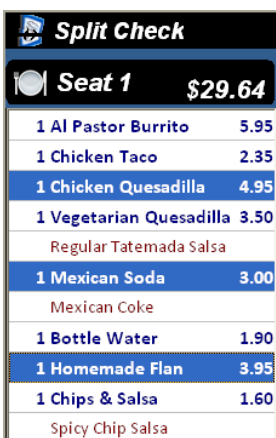 Split Check
Seat 1 $29.64
1 Al Pastor Burrito 5.95
1 Chicken Taco 2.35
1 Chicken Quesadilla 4.95
1 Vegetarian Quesadilla 3.50
Regular Tatemada Salsa
1 Mexican Soda 3.00
Mexican Coke
1 Bottle Water 1.90
1 Homemade Flan 3.95
1 Chips & Salsa 1.60
Spicy Chip Salsa